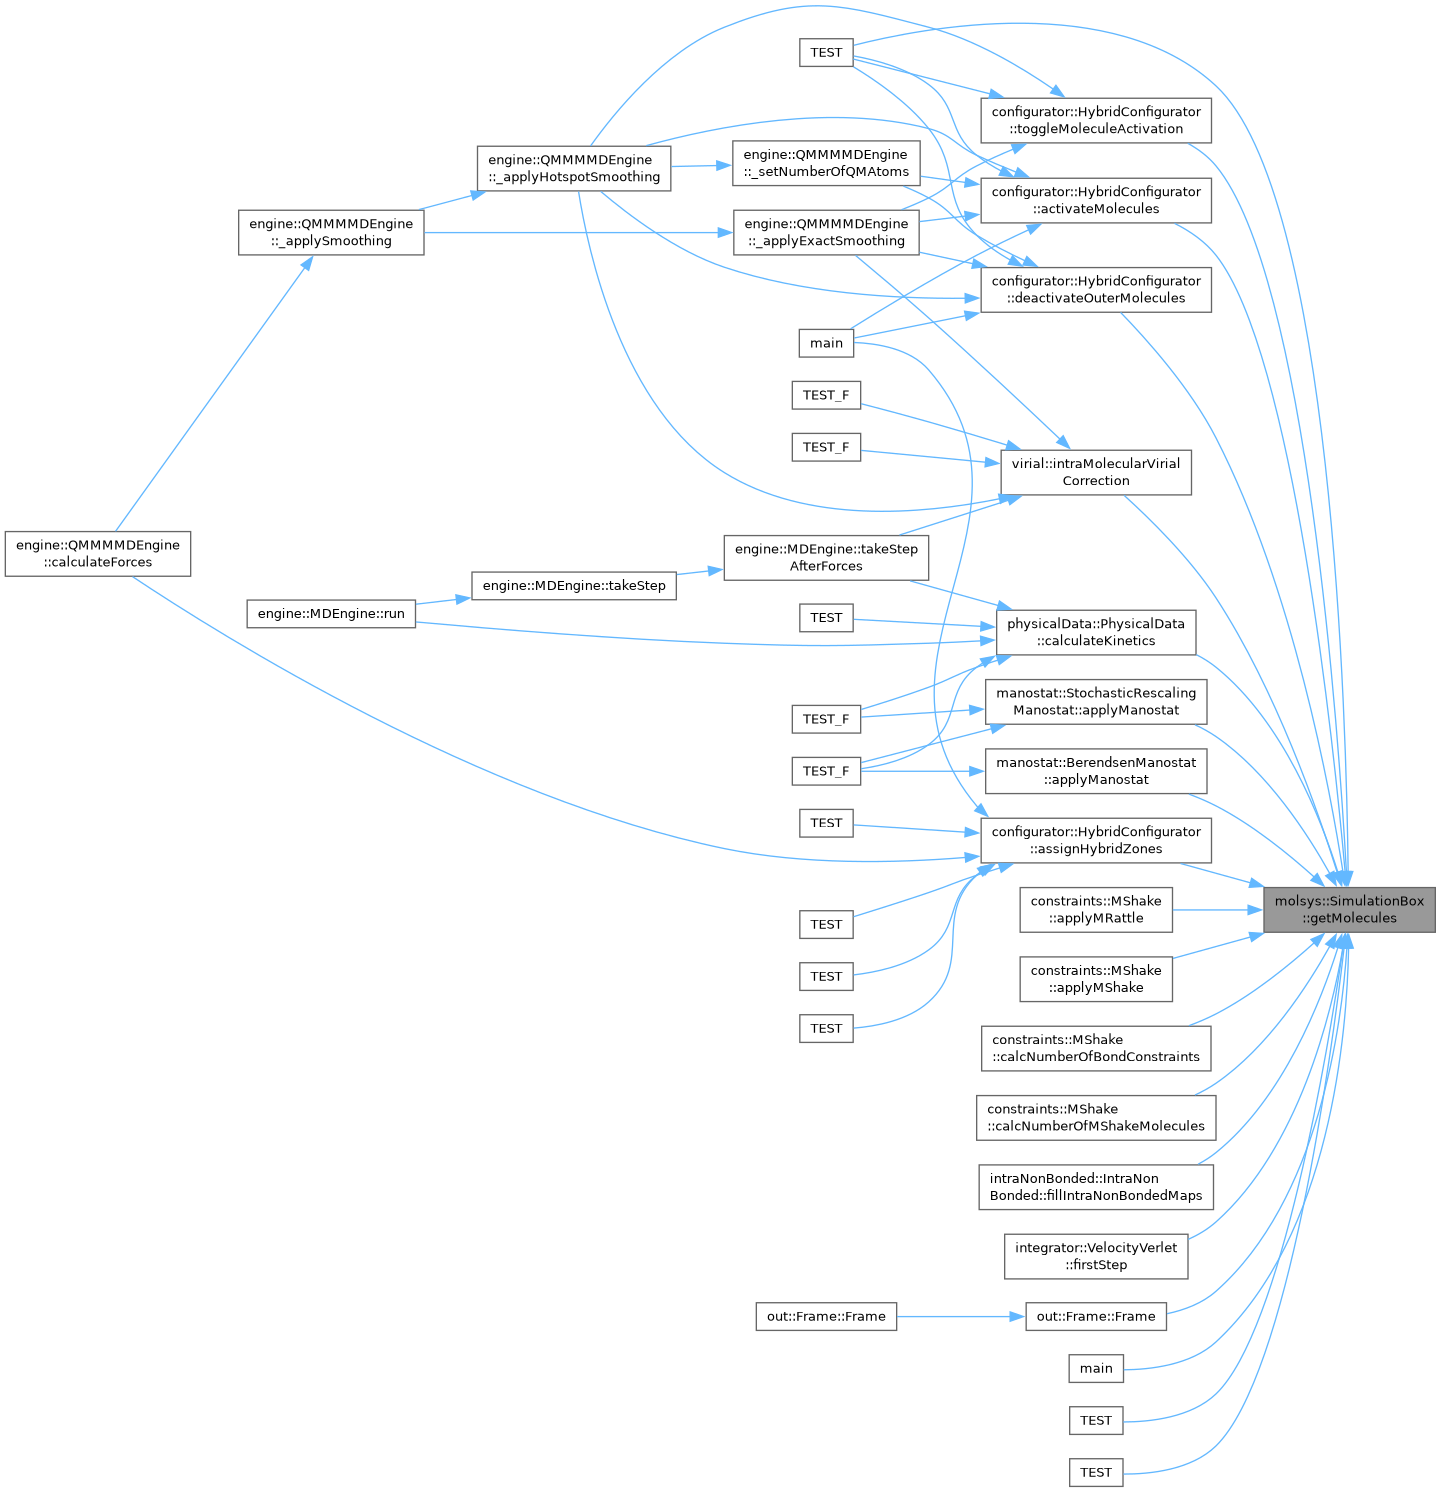 TEST
configurator::HybridConfigurator
::toggleMoleculeActivation
engine::QMMMMDEngine
::_applyHotspotSmoothing
engine::QMMMMDEngine
::_setNumberOfQMAtoms
configurator::HybridConfigurator
::activateMolecules
engine::QMMMMDEngine
::_applySmoothing
engine::QMMMMDEngine
::_applyExactSmoothing
configurator::HybridConfigurator
::deactivateOuterMolecules
main
TEST_F
TEST_F
virial::intraMolecularVirial
Correction
engine::QMMMMDEngine
::calculateForces
engine::MDEngine::takeStep
AfterForces
engine::MDEngine::takeStep
engine::MDEngine::run
TEST
physicalData::PhysicalData
::calculateKinetics
manostat::StochasticRescaling
Manostat::applyManostat
TEST_F
manostat::BerendsenManostat
::applyManostat
TEST_F
TEST
configurator::HybridConfigurator
::assignHybridZones
molsys::SimulationBox
::getMolecules
constraints::MShake
::applyMRattle
TEST
constraints::MShake
::applyMShake
TEST
TEST
constraints::MShake
::calcNumberOfBondConstraints
constraints::MShake
::calcNumberOfMShakeMolecules
intraNonBonded::IntraNon
Bonded::fillIntraNonBondedMaps
integrator::VelocityVerlet
::firstStep
out::Frame::Frame
out::Frame::Frame
main
TEST
TEST